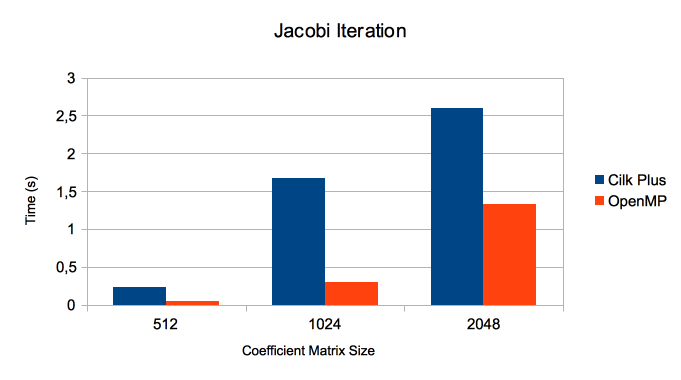 Jacobi Iteration
3
2,5
2
1,5
1
0,5
0
Time (s)
512
1024
2048
Coefficient Matrix Size
Cilk Plus
OpenMP